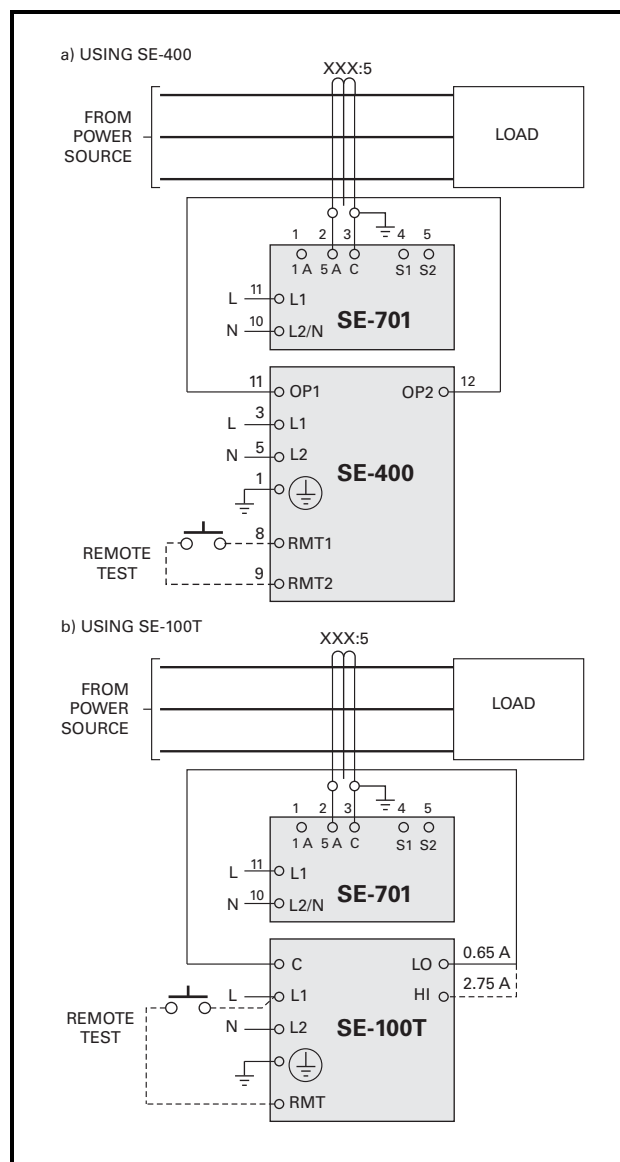 a) USING SE-400
XXX:5
FROM
POWER
SOURCE
LOAD
1 2 3 4 5
1 A 5 A C S1 S2
L 11 L1
SE-701
N 10 L2/N
11 OP1 OP2 12
L 3 L1
N 5 L2
SE-400
1
8 RMT1
REMOTE
TEST
9 RMT2
b) USING SE-100T
XXX:5
FROM
POWER
SOURCE
LOAD
1 2 3 4 5
1 A 5 A C S1 S2
L 11 L1
SE-701
N 10 L2/N
C LO 0.65 A
L L1 HI 2.75 A
REMOTE
TEST
N L2
SE-100T
RMT